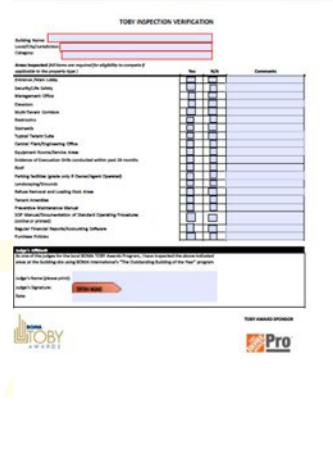 TOBY INSPECTION VERIFICATION
Building Name:
Local/City/Jurisdiction:
Category:
Areas Inspected (All items are required for eligibility to compete if
applicable to the property type.) Yes N/A Comments
Entrance /Main Lobby
Security/Life Safety
Management Office
Elevators
Multi-Tenant Corridors
Restrooms
Stairwells
Typical Tenant Suite
Central Plant/Engineering Office
Equipment Rooms/Service Areas
Evidence of Evacuation Drills conducted within past 24 months
Roof
Parking facilities (grade only if Owner/Agent Operated)
Landscaping/Grounds
Refuse Removal and Loading Dock Areas
Tenant Amenities
Preventive Maintenance Manual
SOP Manual/Documentation of Standard Operating Procedures
(online or printed)
Regular Financial Reports/Accounting Software
Purchase Policies
Judge's Affidavit
As one of the judges for the local BOMA TOBY Awards Program, I have inspected the above indicated
areas at the building site using BOMA International's "The Outstanding Building of the Year" program
Judge's Name (please print):
Judge's Signature:
Date:
BOMA
TOBY
AWARDS
TOBY AWARD SPONSOR
Pro